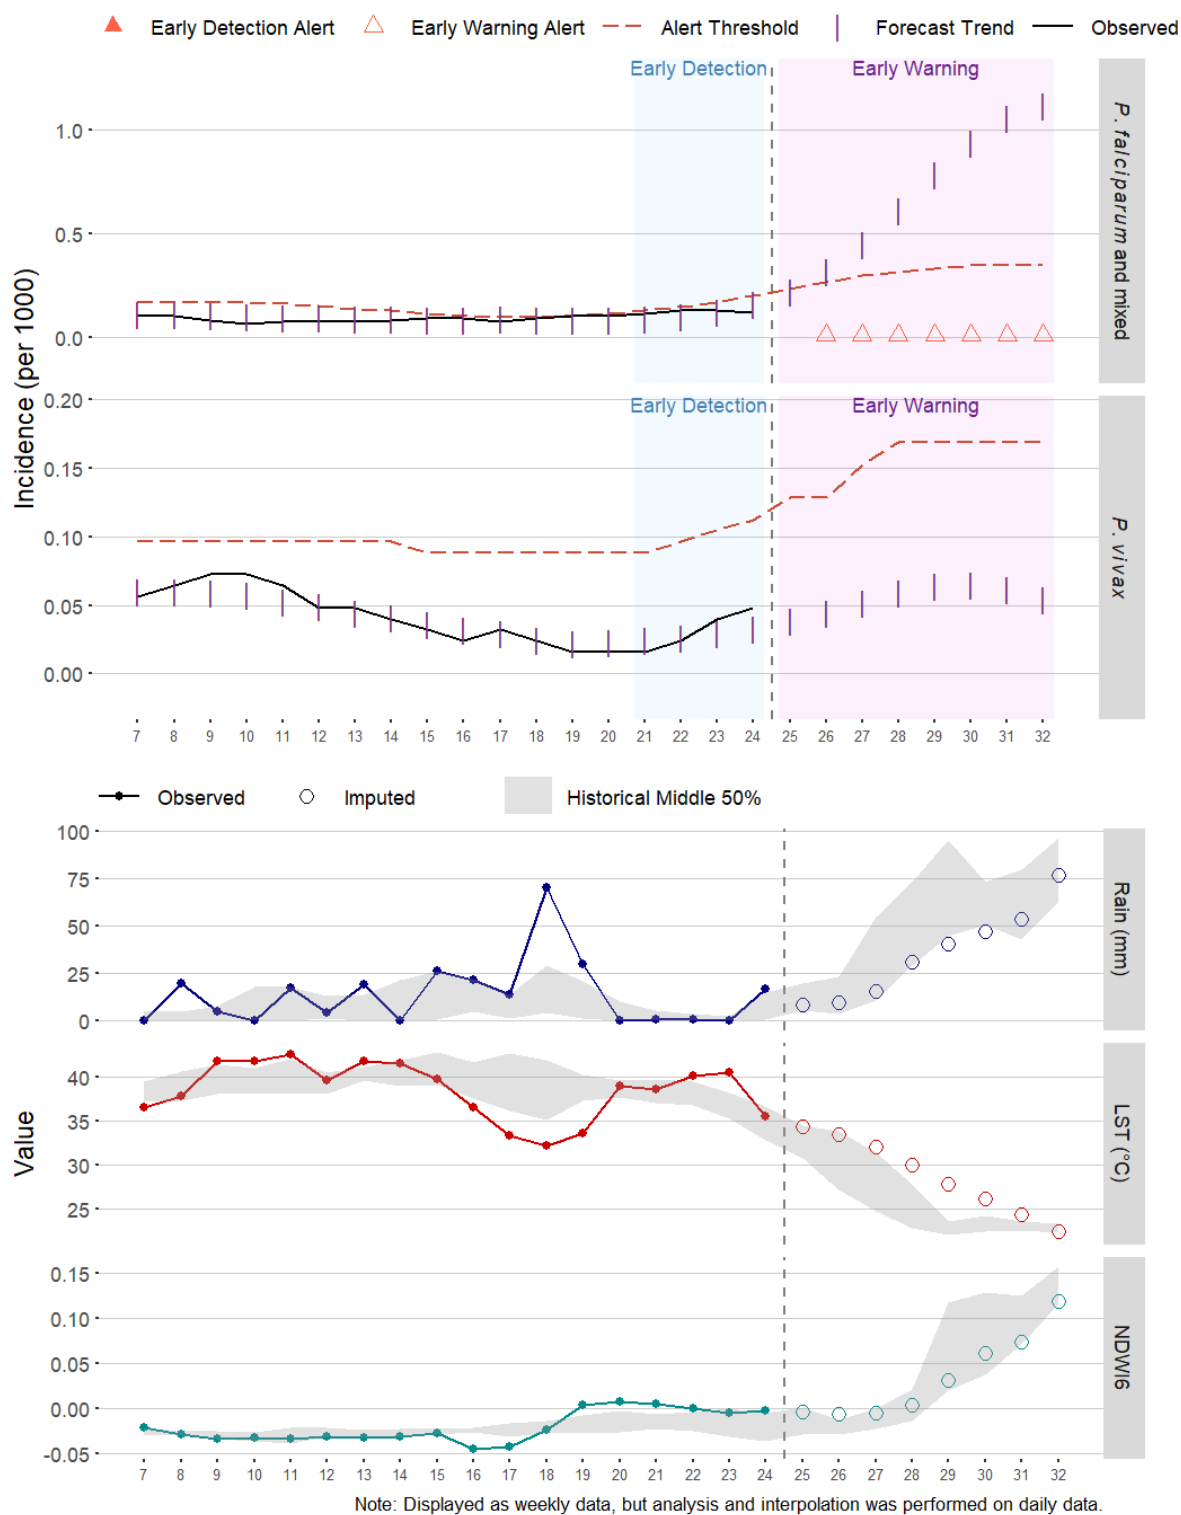 Early Detection Alert Early Warning Alert Alert Threshold Forecast Trend Observed
Early Detection Early Warning
1.0
0.5
0.0
P. falciparum and mixed
Incidence (per 1000)
Early Detection Early Warning
0.20
0.15
0.10
0.05
0.00
P. vivax
7 8 9 10 11 12 13 14 15 16 17 18 19 20 21 22 23 24 25 26 27 28 29 30 31 32
Observed Imputed Historical Middle 50%
100
75
50
25
0
Rain (mm)
Value
40
35
30
25
LST (°C)
0.15
0.10
0.05
0.00
-0.05
NDWI6
7 8 9 10 11 12 13 14 15 16 17 18 19 20 21 22 23 24 25 26 27 28 29 30 31 32
Note: Displayed as weekly data, but analysis and interpolation was performed on daily data.